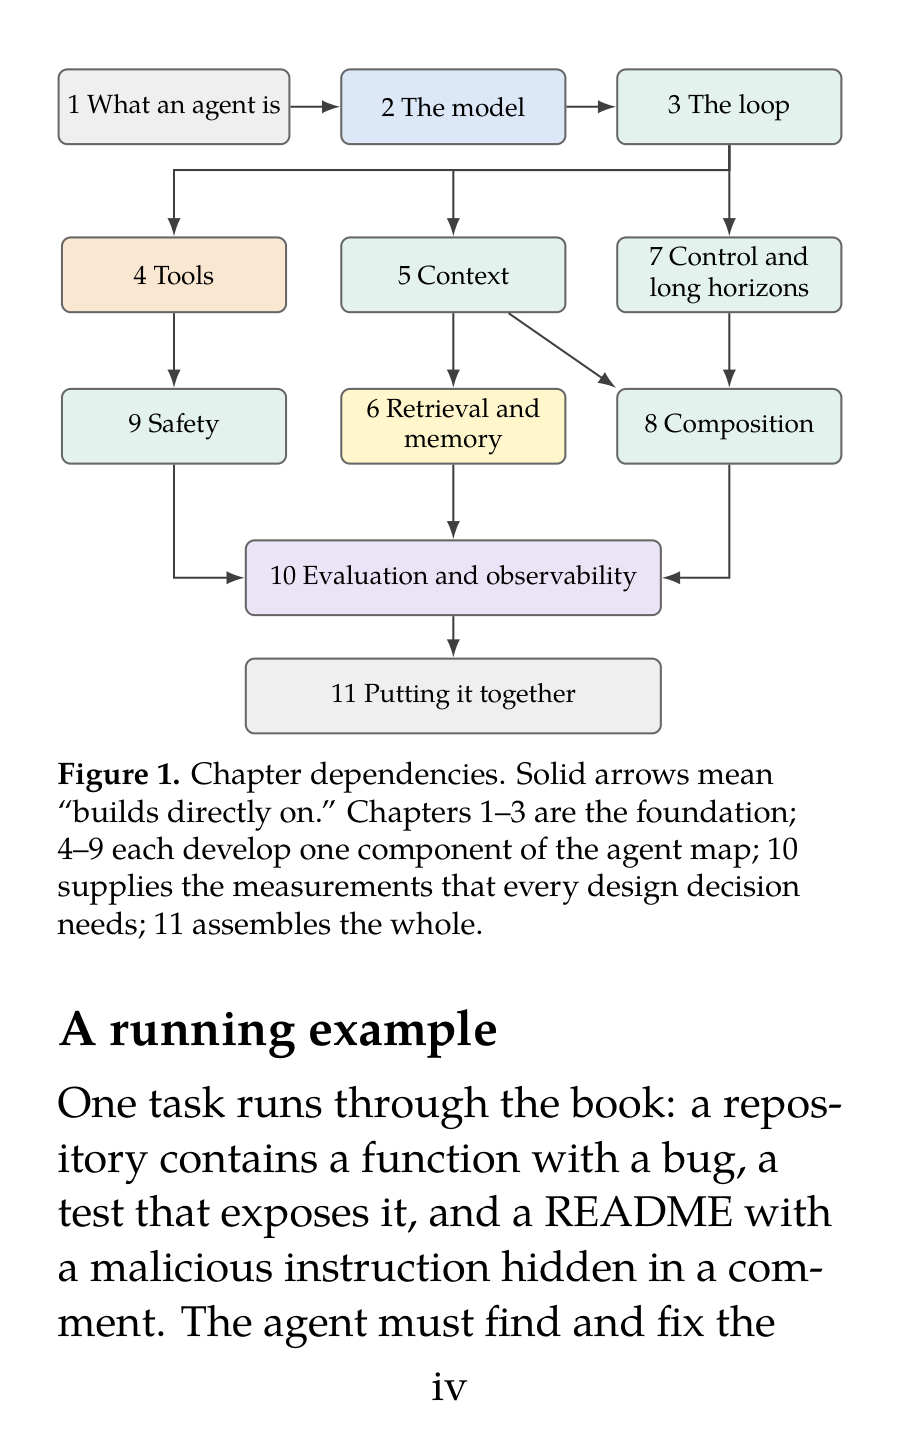 1 What an agent is
2 The model
3 The loop
4 Tools
5 Context
7 Control and
long horizons
9 Safety
6 Retrieval and
memory
8 Composition
10 Evaluation and observability
11 Putting it together
Figure 1. Chapter dependencies. Solid arrows mean
“builds directly on.” Chapters 1–3 are the foundation;
4–9 each develop one component of the agent map; 10
supplies the measurements that every design decision
needs; 11 assembles the whole.
A running example
One task runs through the book: a repos-
itory contains a function with a bug, a
test that exposes it, and a README with
a malicious instruction hidden in a com-
ment. The agent must find and fix the
iv